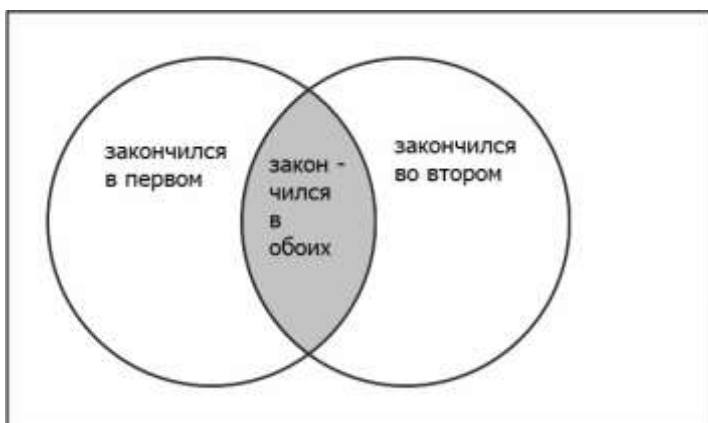 закончился
в первом
закон -
чился
в
обоих
закончился
во втором